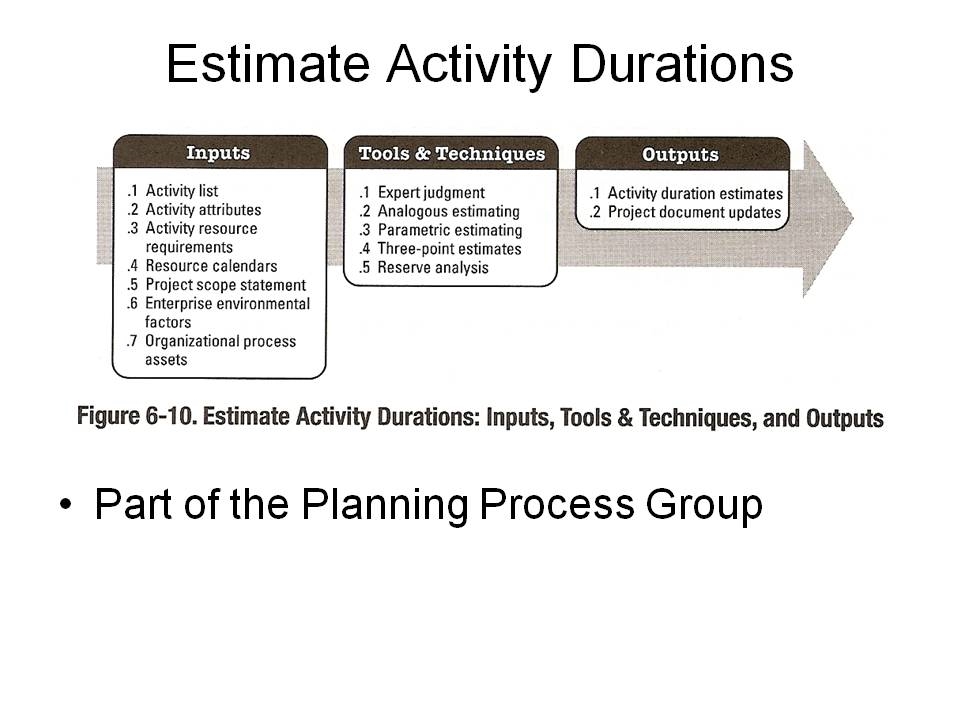 Estimate Activity Durations
Inputs
.1 Activity list
.2 Activity attributes
.3 Activity resource
requirements
.4 Resource calendars
.5 Project scope statement
.6 Enterprise environmental
factors
.7 Organizational process
assets
Tools & Techniques
.1 Expert judgment
.2 Analogous estimating
.3 Parametric estimating
.4 Three-point estimates
.5 Reserve analysis
Outputs
.1 Activity duration estimates
.2 Project document updates
Figure 6-10. Estimate Activity Durations: Inputs, Tools & Techniques, and Outputs
• Part of the Planning Process Group